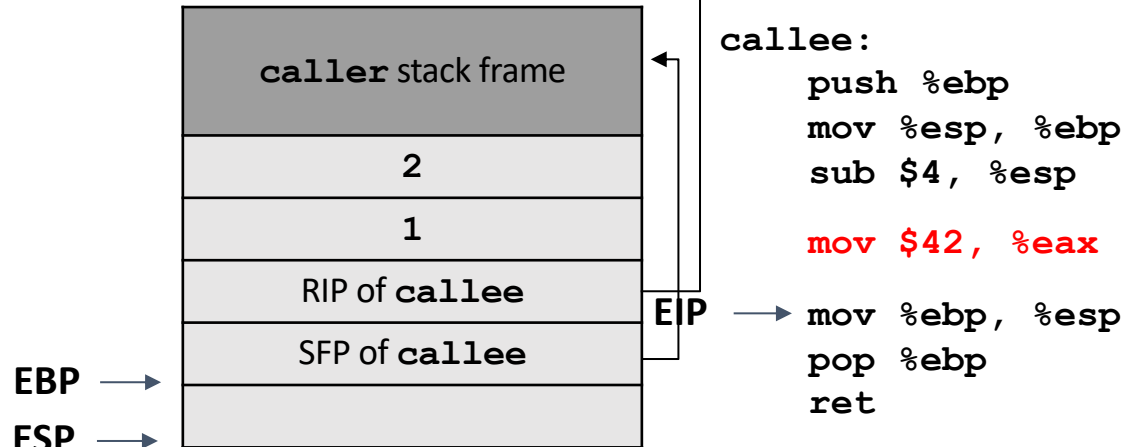 caller stack frame
2
1
RIP of callee
SFP of callee
EBP
ESP
callee:
push %ebp
mov %esp, %ebp
sub $4, %esp
mov $42, %eax
EIP
mov %ebp, %esp
pop %ebp
ret